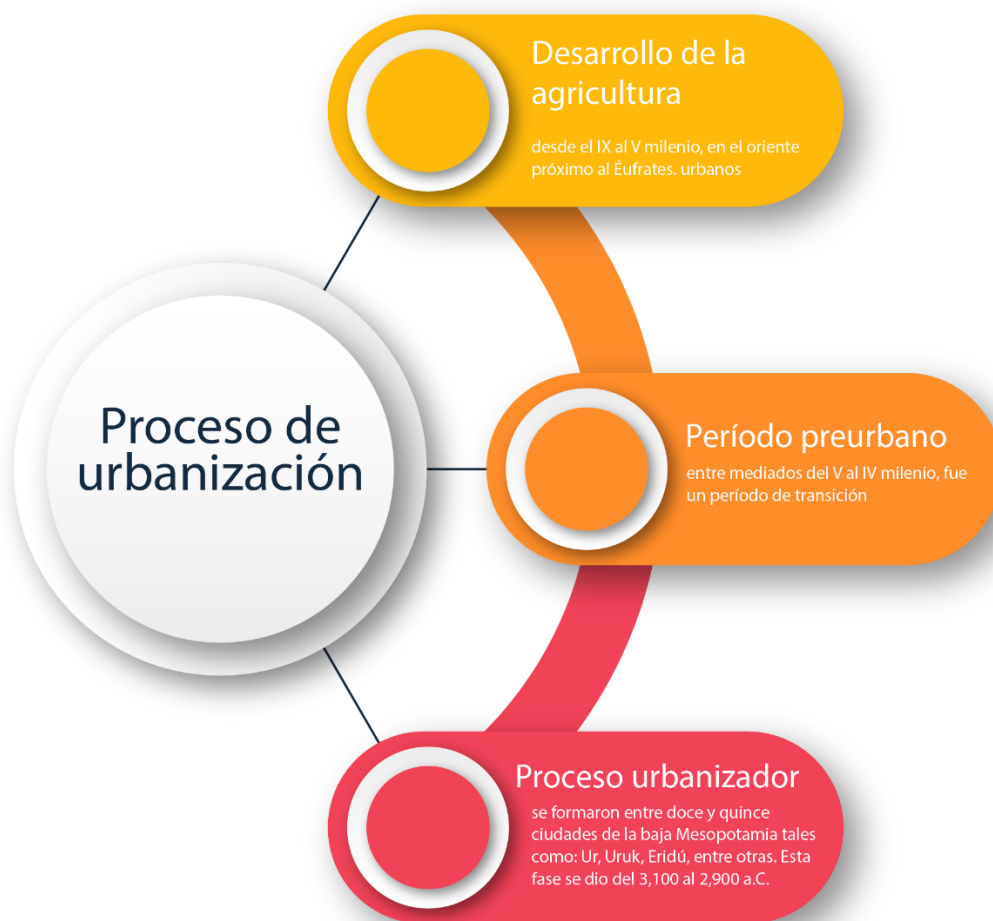 Desarrollo de la
agricultura
desde el IX al V milenio, en el oriente
próximo al Éufrates. urbanos
Proceso de
urbanización
Período preurbano
entre mediados del V al IV milenio, fue
un período de transición
Proceso urbanizador
se formaron entre doce y quince
ciudades de la baja Mesopotamia tales
como: Ur, Uruk, Eridú, entre otras. Esta
fase se dio del 3,100 al 2,900 a.C.